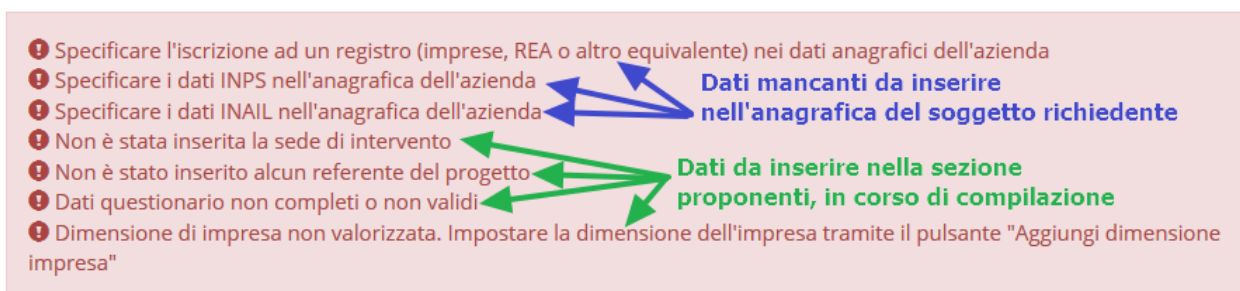 Specificare l'iscrizione ad un registro (imprese, REA o altro equivalente) nei dati anagrafici dell'azienda
Specificare i dati INPS nell'anagrafica dell'azienda
Specificare i dati INAIL nell'anagrafica dell'azienda
Dati mancanti da inserire
nell'anagrafica del soggetto richiedente
Non è stata inserita la sede di intervento
Non è stato inserito alcun referente del progetto
Dati questionario non completi o non validi
Dati da inserire nella sezione
proponenti, in corso di compilazione
Dimensione di impresa non valorizzata. Impostare la dimensione dell'impresa tramite il pulsante "Aggiungi dimensione
impresa"